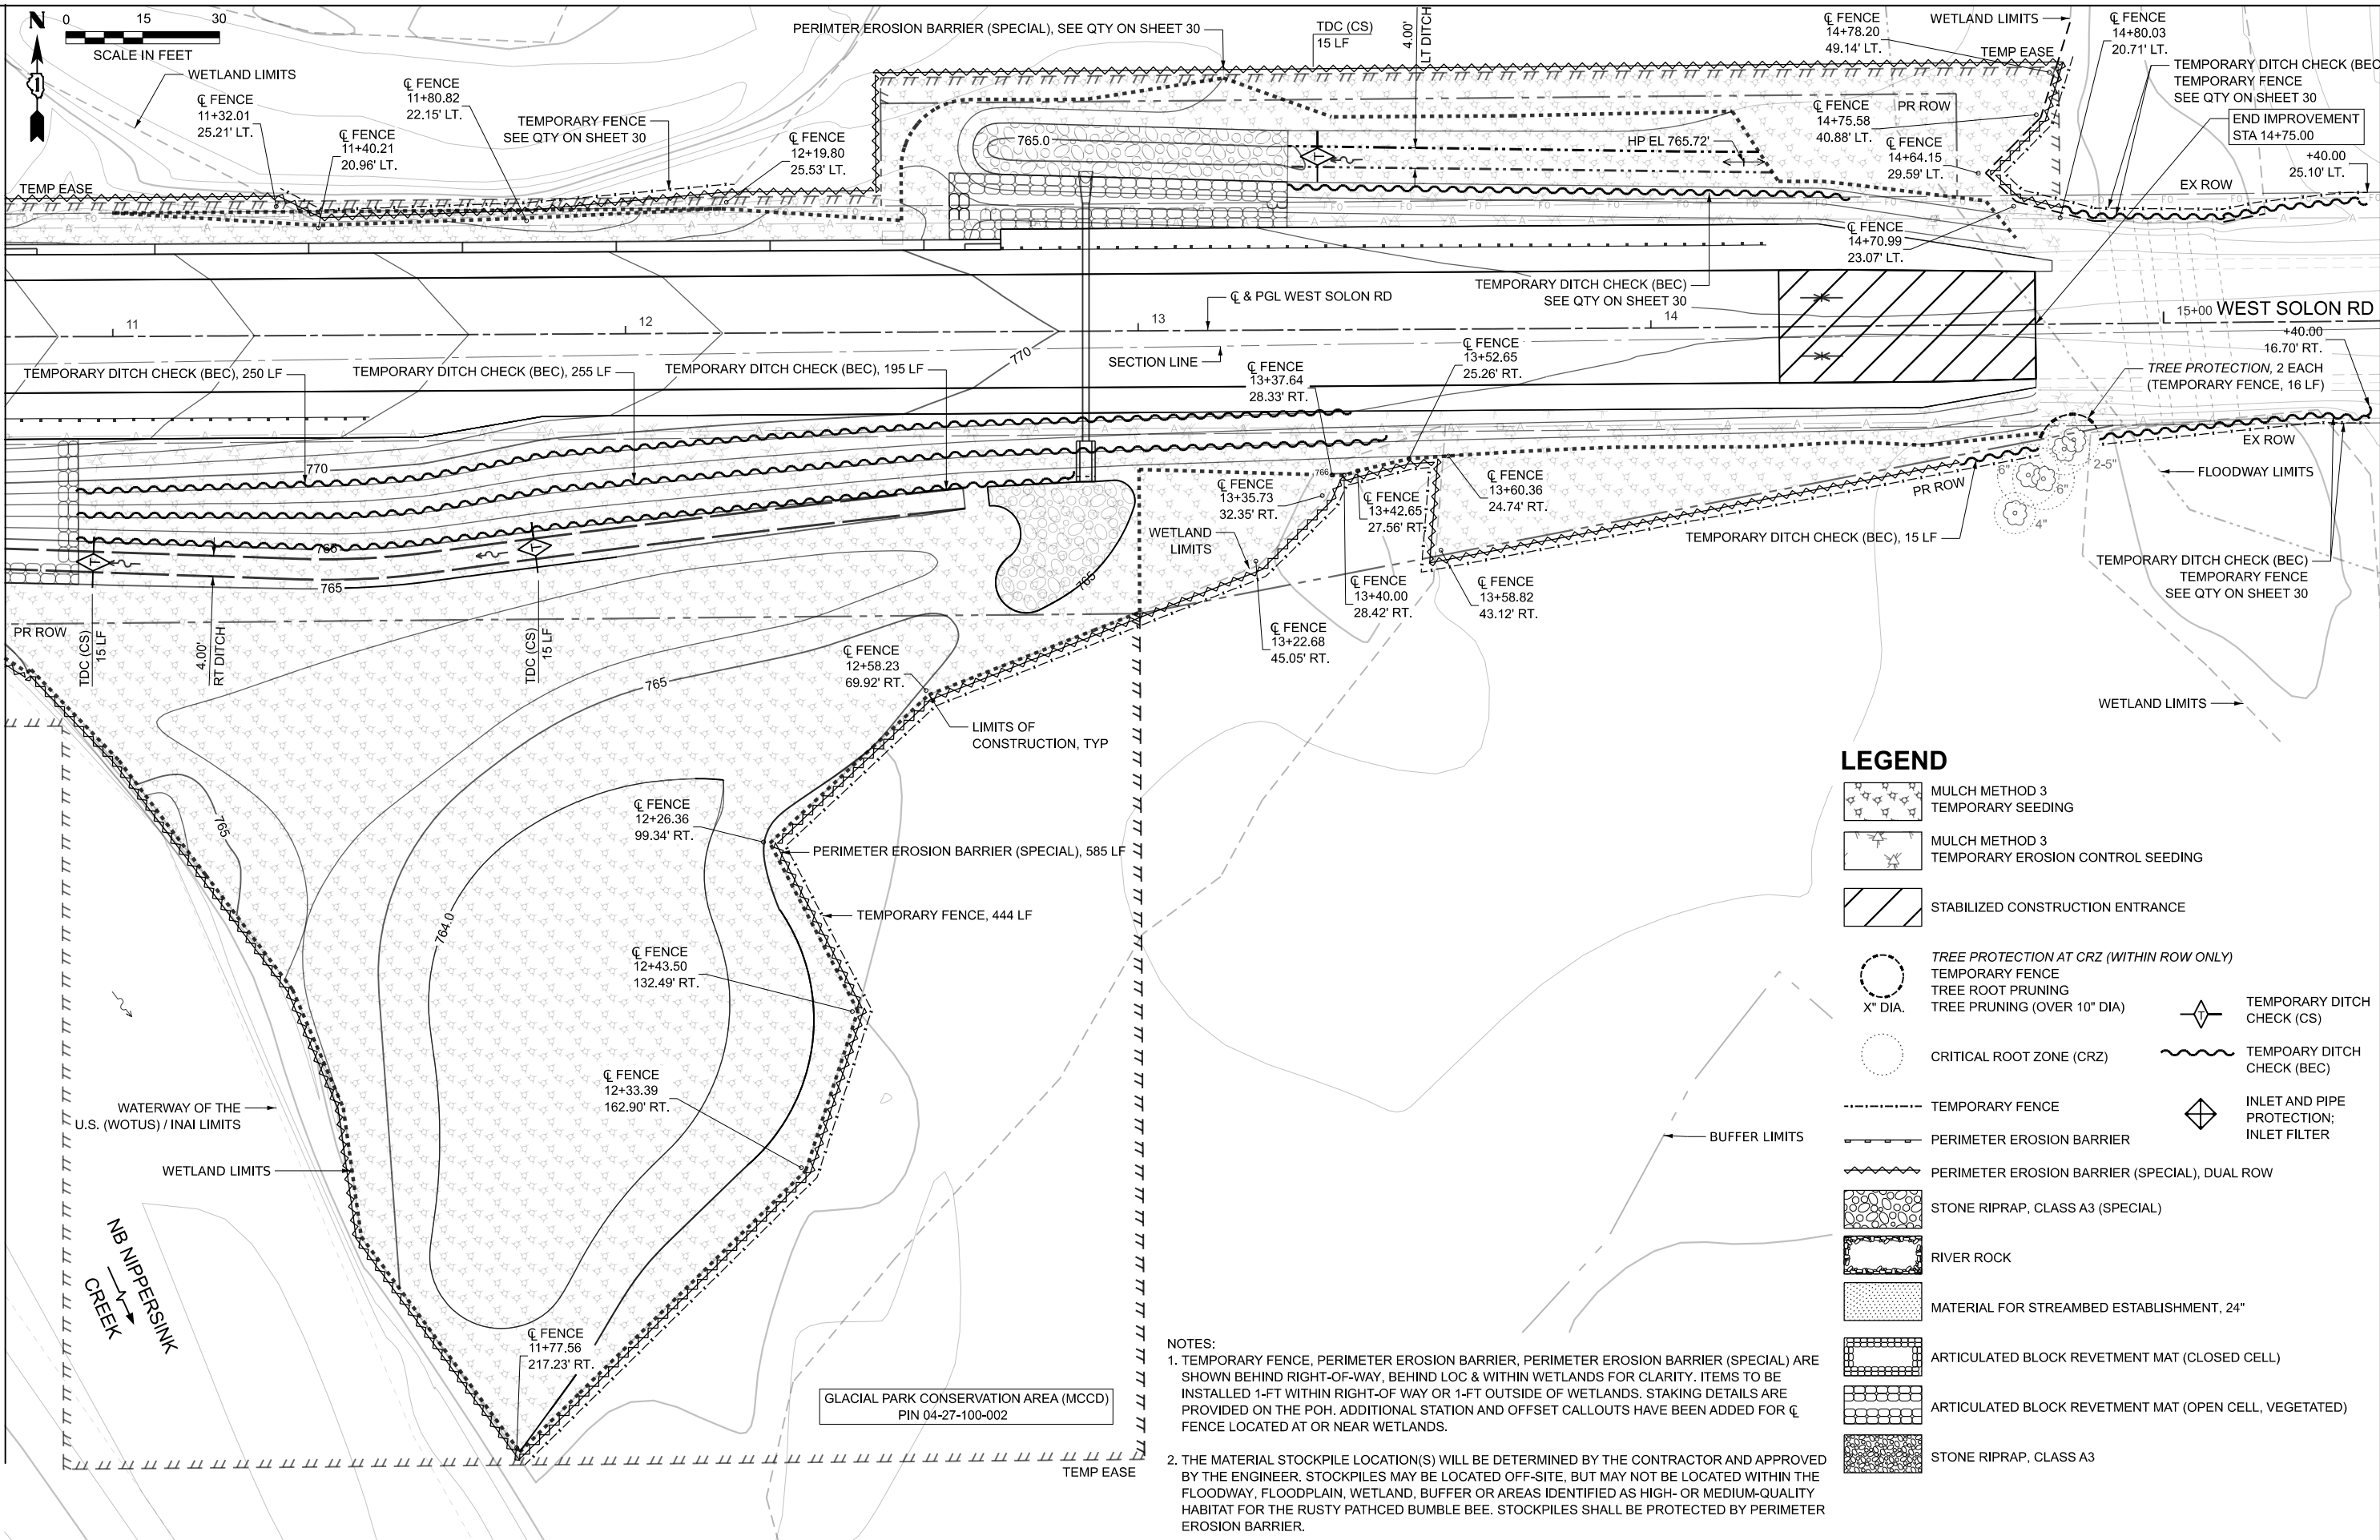 N
0 15 30
SCALE IN FEET
WETLAND LIMITS
℄ FENCE
11+32.01
25.21' LT.
℄ FENCE
11+40.21
20.96' LT.
℄ FENCE
11+80.82
22.15' LT.
TEMPORARY FENCE
SEE QTY ON SHEET 30
℄ FENCE
12+19.80
25.53' LT.
TEMP EASE
PERIMTER EROSION BARRIER (SPECIAL), SEE QTY ON SHEET 30
TDC (CS)
15 LF
4.00'
LT DITCH
765.0
HP EL 765.72'
℄ FENCE
14+78.20
49.14' LT.
WETLAND LIMITS
TEMP EASE
℄ FENCE
14+80.03
20.71' LT.
TEMPORARY DITCH CHECK (BEC
TEMPORARY FENCE
SEE QTY ON SHEET 30
℄ FENCE
14+75.58
40.88' LT.
PR ROW
END IMPROVEMENT
STA 14+75.00
℄ FENCE
14+64.15
29.59' LT.
+40.00
25.10' LT.
EX ROW
℄ FENCE
14+70.99
23.07' LT.
TEMPORARY DITCH CHECK (BEC)
SEE QTY ON SHEET 30
℄ & PGL WEST SOLON RD
11
12
13
14
15+00 WEST SOLON RD
SECTION LINE
770
TEMPORARY DITCH CHECK (BEC), 250 LF
TEMPORARY DITCH CHECK (BEC), 255 LF
TEMPORARY DITCH CHECK (BEC), 195 LF
℄ FENCE
13+37.64
28.33' RT.
℄ FENCE
13+52.65
25.26' RT.
+40.00
16.70' RT.
TREE PROTECTION, 2 EACH
(TEMPORARY FENCE, 16 LF)
EX ROW
FLOODWAY LIMITS
2-5"
6"
6"
4"
PR ROW
TEMPORARY DITCH CHECK (BEC), 15 LF
TEMPORARY DITCH CHECK (BEC)
TEMPORARY FENCE
SEE QTY ON SHEET 30
770
766
℄ FENCE
13+35.73
32.35' RT.
℄ FENCE
13+42.65
27.56' RT.
℄ FENCE
13+60.36
24.74' RT.
WETLAND
LIMITS
℄ FENCE
13+40.00
28.42' RT.
℄ FENCE
13+58.82
43.12' RT.
℄ FENCE
13+22.68
45.05' RT.
765
765
765
PR ROW
TDC (CS)
15 LF
4.00'
RT DITCH
TDC (CS)
15 LF
℄ FENCE
12+58.23
69.92' RT.
765
LIMITS OF
CONSTRUCTION, TYP
WETLAND LIMITS
℄ FENCE
12+26.36
99.34' RT.
PERIMETER EROSION BARRIER (SPECIAL), 585 LF
765
TEMPORARY FENCE, 444 LF
764.0
℄ FENCE
12+43.50
132.49' RT.
℄ FENCE
12+33.39
162.90' RT.
WATERWAY OF THE
U.S. (WOTUS) / INAI LIMITS
WETLAND LIMITS
BUFFER LIMITS
NB NIPPERSINK
CREEK
℄ FENCE
11+77.56
217.23' RT.
GLACIAL PARK CONSERVATION AREA (MCCD)
PIN 04-27-100-002
TEMP EASE
LEGEND
MULCH METHOD 3
TEMPORARY SEEDING
MULCH METHOD 3
TEMPORARY EROSION CONTROL SEEDING
STABILIZED CONSTRUCTION ENTRANCE
X" DIA.
TREE PROTECTION AT CRZ (WITHIN ROW ONLY)
TEMPORARY FENCE
TREE ROOT PRUNING
TREE PRUNING (OVER 10" DIA)
T
TEMPORARY DITCH
CHECK (CS)
CRITICAL ROOT ZONE (CRZ)
TEMPOARY DITCH
CHECK (BEC)
TEMPORARY FENCE
INLET AND PIPE
PROTECTION;
INLET FILTER
PERIMETER EROSION BARRIER
PERIMETER EROSION BARRIER (SPECIAL), DUAL ROW
STONE RIPRAP, CLASS A3 (SPECIAL)
RIVER ROCK
MATERIAL FOR STREAMBED ESTABLISHMENT, 24"
ARTICULATED BLOCK REVETMENT MAT (CLOSED CELL)
ARTICULATED BLOCK REVETMENT MAT (OPEN CELL, VEGETATED)
STONE RIPRAP, CLASS A3
NOTES:
1. TEMPORARY FENCE, PERIMETER EROSION BARRIER, PERIMETER EROSION BARRIER (SPECIAL) ARE
SHOWN BEHIND RIGHT-OF-WAY, BEHIND LOC & WITHIN WETLANDS FOR CLARITY. ITEMS TO BE
INSTALLED 1-FT WITHIN RIGHT-OF WAY OR 1-FT OUTSIDE OF WETLANDS. STAKING DETAILS ARE
PROVIDED ON THE POH. ADDITIONAL STATION AND OFFSET CALLOUTS HAVE BEEN ADDED FOR ℄
FENCE LOCATED AT OR NEAR WETLANDS.
2. THE MATERIAL STOCKPILE LOCATION(S) WILL BE DETERMINED BY THE CONTRACTOR AND APPROVED
BY THE ENGINEER. STOCKPILES MAY BE LOCATED OFF-SITE, BUT MAY NOT BE LOCATED WITHIN THE
FLOODWAY, FLOODPLAIN, WETLAND, BUFFER OR AREAS IDENTIFIED AS HIGH- OR MEDIUM-QUALITY
HABITAT FOR THE RUSTY PATHCED BUMBLE BEE. STOCKPILES SHALL BE PROTECTED BY PERIMETER
EROSION BARRIER.